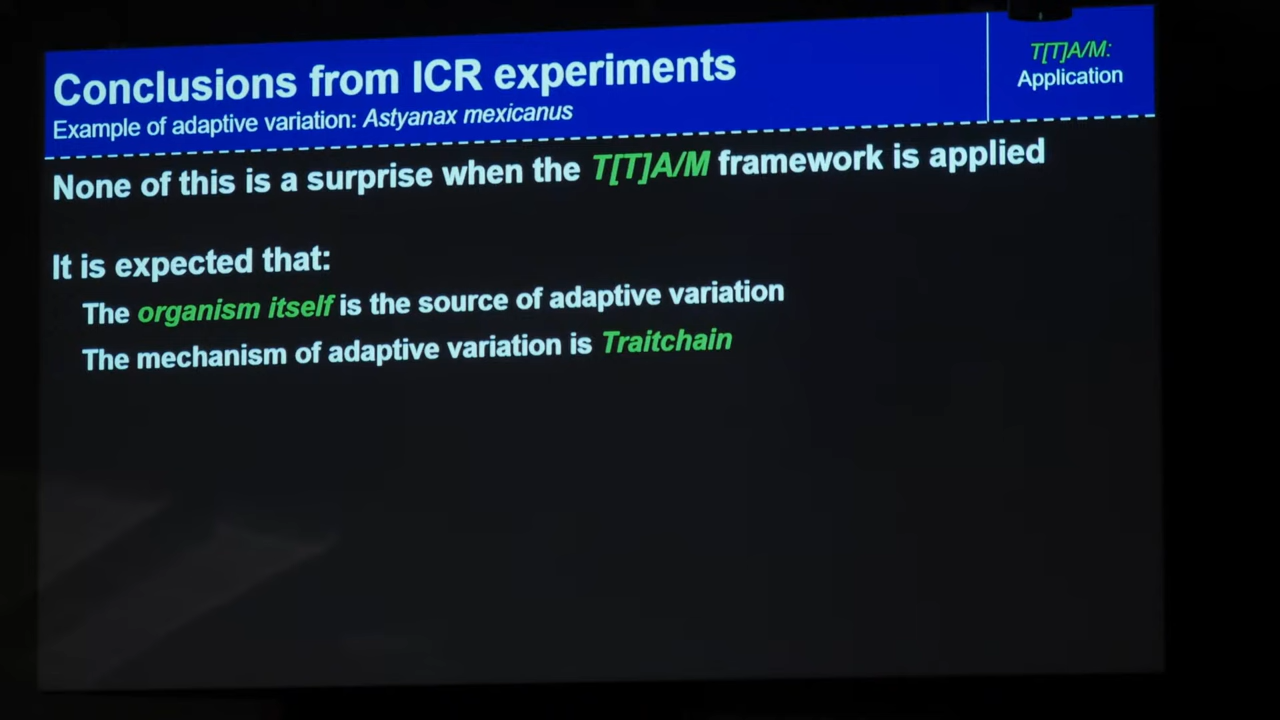 Conclusions from ICR experiments
Example of adaptive variation: Astyanax mexicanus
T[T]A/M:
Application
None of this is a surprise when the T[T]A/M framework is applied
It is expected that:
The organism itself is the source of adaptive variation
The mechanism of adaptive variation is Traitchain